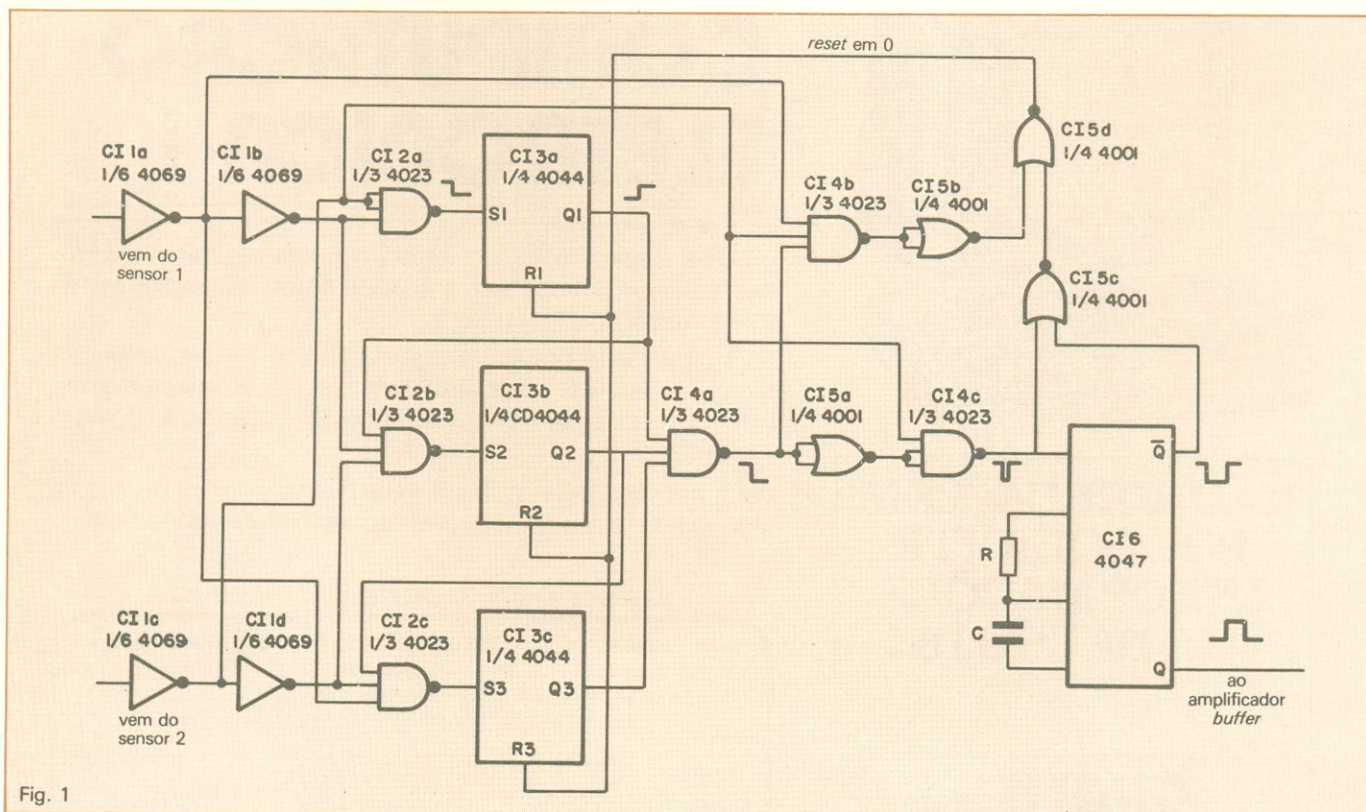 reset em 0
CI 5d
1/4 4001
CI 1a
1/6 4069
CI 1b
1/6 4069
CI 2a
1/3 4023
CI 3a
1/4 4044
S1
Q1
R1
CI 4b
1/3 4023
CI 5b
1/4 4001
CI 5c
1/4 4001
vem do
sensor 1
CI 2b
1/3 4023
CI 3b
1/4CD4044
S2
Q2
R2
CI 4a
1/3 4023
CI 5a
1/4 4001
CI 4c
1/3 4023
Q̅
CI 6
4047
R
C
Q
CI 1c
1/6 4069
CI 1d
1/6 4069
CI 2c
1/3 4023
CI 3c
1/4 4044
S3
Q3
R3
vem do
sensor 2
ao
amplificador
buffer
Fig. 1